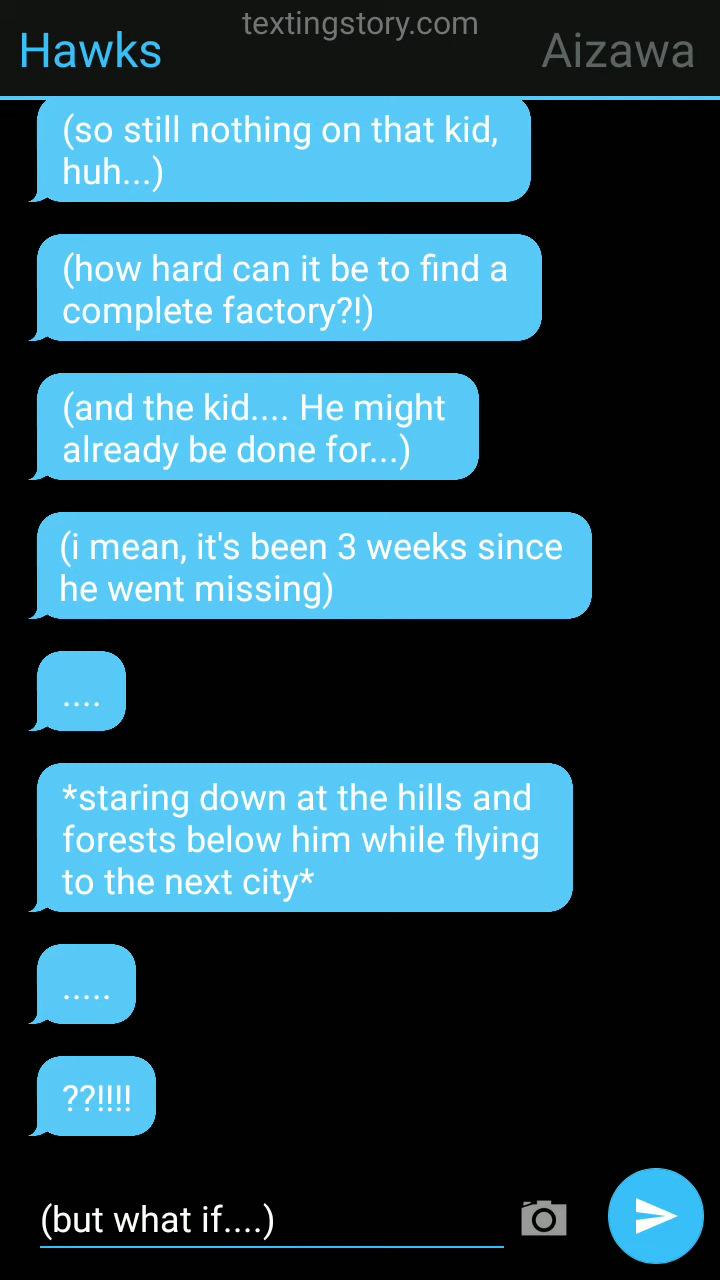 textingstory.com
Hawks
Aizawa
(so still nothing on that kid,
huh...)
(how hard can it be to find a
complete factory?!)
(and the kid.... He might
already be done for...)
(i mean, it's been 3 weeks since
he went missing)
....
*staring down at the hills and
forests below him while flying
to the next city*
.....
??!!!!
(but what if....)